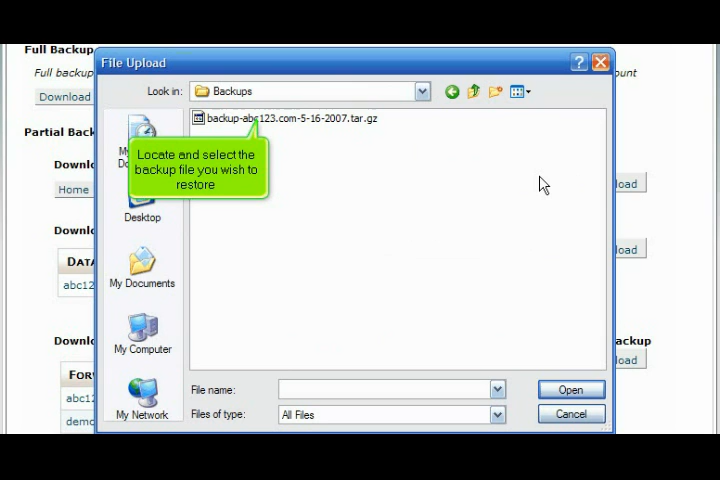 Full Backup
File Upload
Full backup
ount
Look in:
Backups
Download
backup-abc123.com-5-16-2007.tar.gz
Partial Back
Locate and select the
backup file you wish to
restore
Downl
Home
load
Desktop
Downlo
load
DATA
abc12
My Documents
My Computer
Downlo
ackup
load
FOR
File name:
Open
abc12
My Network
Files of type:
All Files
Cancel
demo